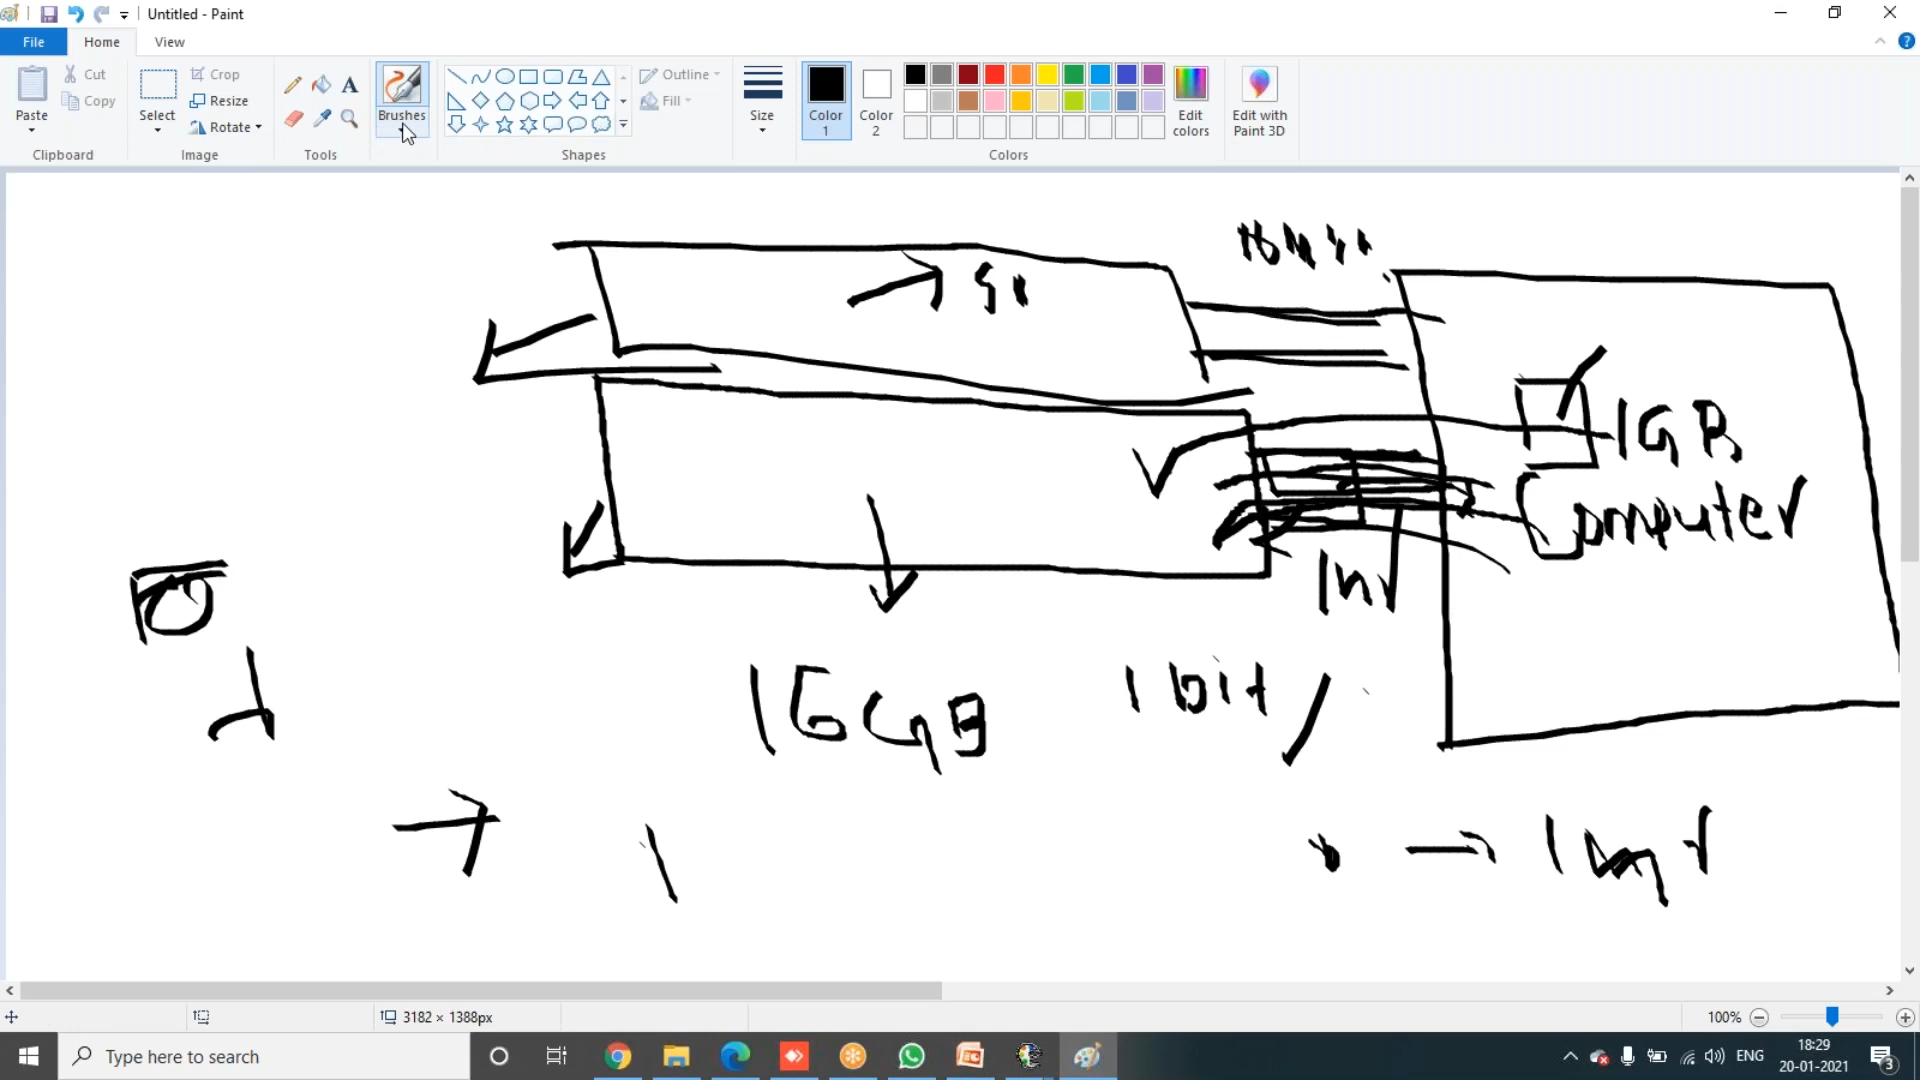 Untitled - Paint
File Home View
Paste
Cut
Copy
Clipboard
Select
Crop
Resize
Rotate
Image
Tools
Brushes
Shapes
Outline
Fill
Size
Color 1
Color 2
Colors
Edit colors
Edit with Paint 3D
1GB
Computer
1hr
16GB
1 bit /
3182 × 1388px
100%
Type here to search
ENG
18:29
20-01-2021
3